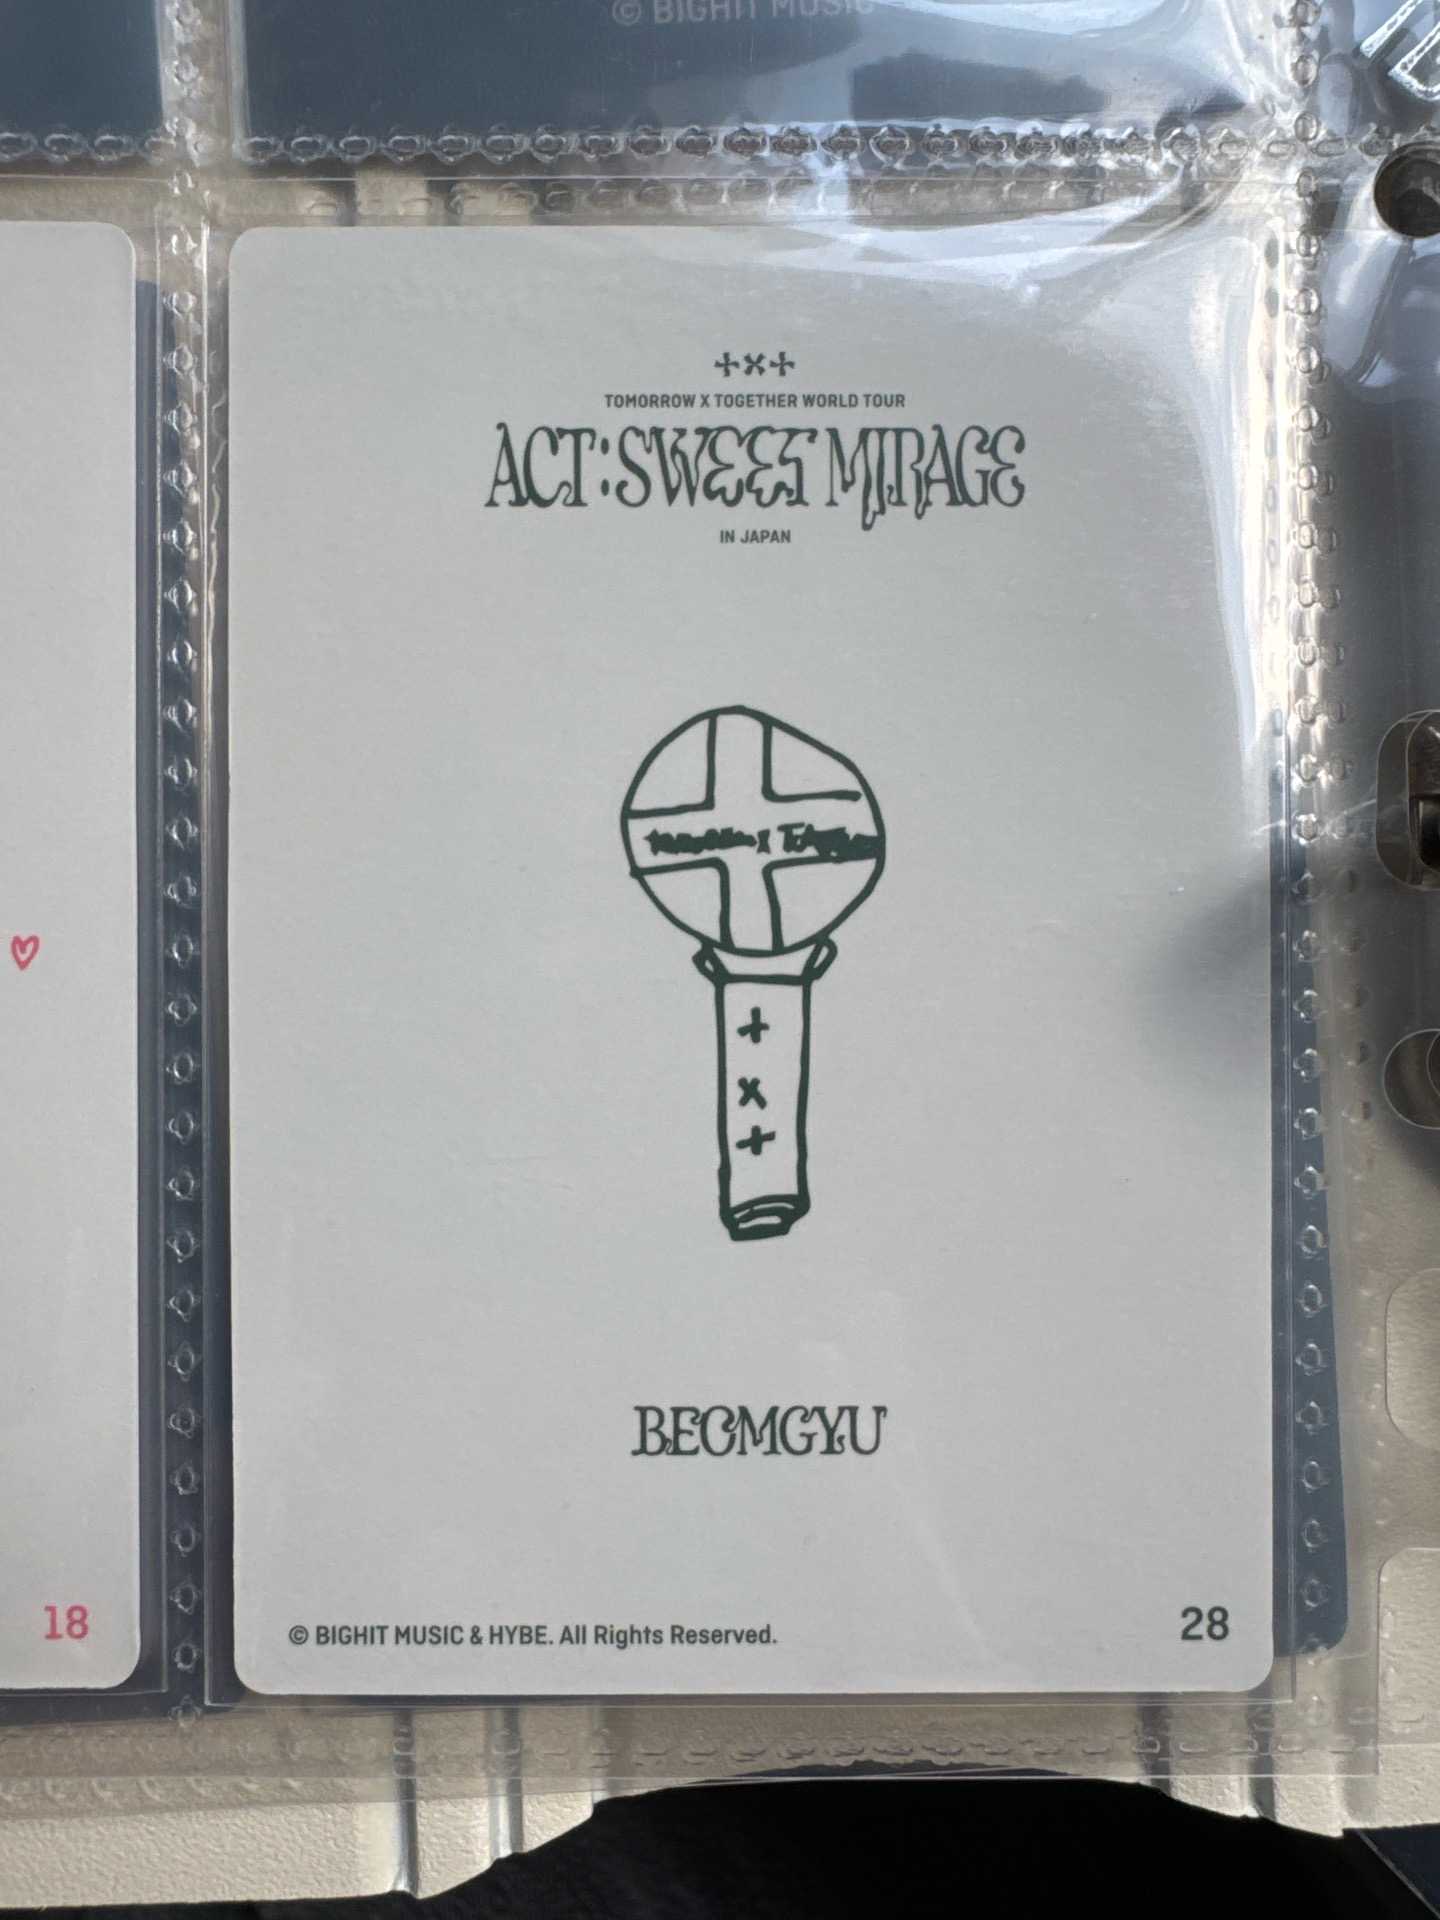 © BIGHIT MUSIC
+×+
TOMORROW X TOGETHER WORLD TOUR
ACT : SWEET MIRAGE
IN JAPAN
x
+
x
+
BEOMGYU
© BIGHIT MUSIC & HYBE. All Rights Reserved.
28
18